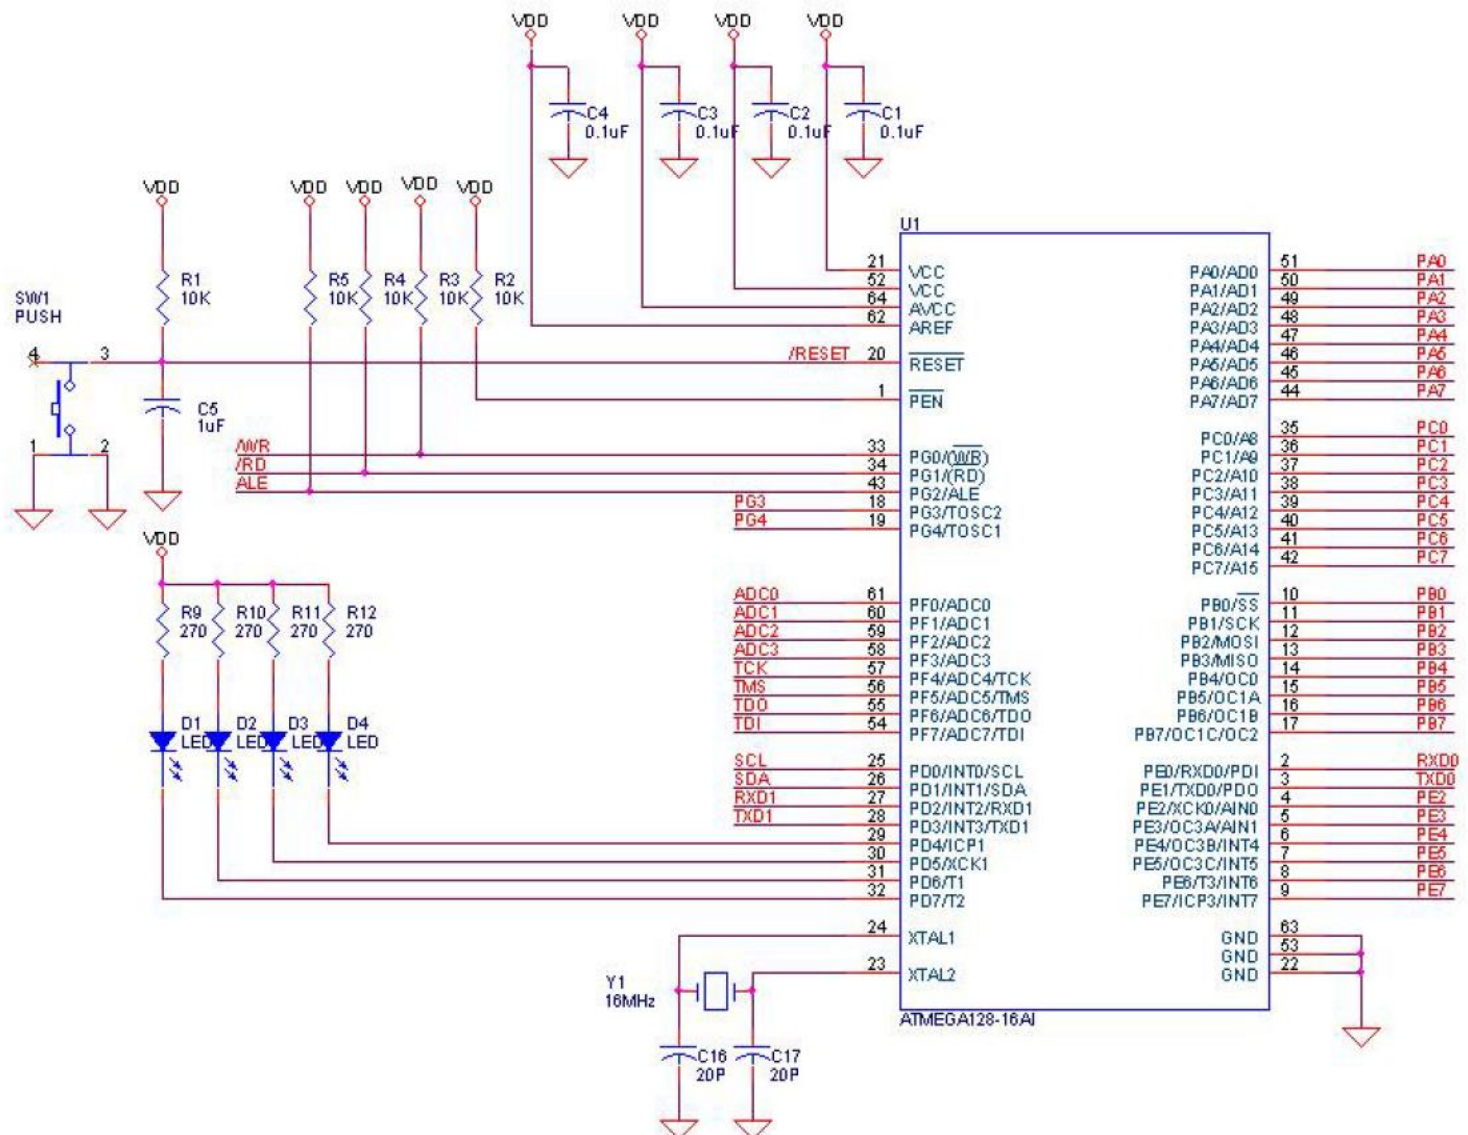 VDD VDD VDD VDD
C4 C3 C2 C1
0.1uF 0.1uF 0.1uF 0.1uF
VDD VDD VDD VDD VDD
R1 R5 R4 R3 R2
10K 10K 10K 10K 10K
SW1
PUSH
4 3
1 2
C5
1uF
/RESET
/WR
/RD
ALE
PG3
PG4
VDD
R9 R10 R11 R12
270 270 270 270
D1 D2 D3 D4
LED LED LED LED
ADC0
ADC1
ADC2
ADC3
TCK
TMS
TDO
TDI
SCL
SDA
RXD1
TXD1
Y1
16MHz
C16 C17
20P 20P
U1
21 VCC
52 VCC
64 AVCC
62 AREF
20 RESET
1 PEN
33 PG0/(WR)
34 PG1/(RD)
43 PG2/ALE
18 PG3/TOSC2
19 PG4/TOSC1
61 PF0/ADC0
60 PF1/ADC1
59 PF2/ADC2
58 PF3/ADC3
57 PF4/ADC4/TCK
56 PF5/ADC5/TMS
55 PF6/ADC6/TDO
54 PF7/ADC7/TDI
25 PD0/INT0/SCL
26 PD1/INT1/SDA
27 PD2/INT2/RXD1
28 PD3/INT3/TXD1
29 PD4/ICP1
30 PD5/XCK1
31 PD6/T1
32 PD7/T2
24 XTAL1
23 XTAL2
PA0/AD0 51 PA0
PA1/AD1 50 PA1
PA2/AD2 49 PA2
PA3/AD3 48 PA3
PA4/AD4 47 PA4
PA5/AD5 46 PA5
PA6/AD6 45 PA6
PA7/AD7 44 PA7
PC0/A8 35 PC0
PC1/A9 36 PC1
PC2/A10 37 PC2
PC3/A11 38 PC3
PC4/A12 39 PC4
PC5/A13 40 PC5
PC6/A14 41 PC6
PC7/A15 42 PC7
PB0/SS 10 PB0
PB1/SCK 11 PB1
PB2/MOSI 12 PB2
PB3/MISO 13 PB3
PB4/OC0 14 PB4
PB5/OC1A 15 PB5
PB6/OC1B 16 PB6
PB7/OC1C/OC2 17 PB7
PE0/RXD0/PDI 2 RXD0
PE1/TXD0/PDO 3 TXD0
PE2/XCK0/AIN0 4 PE2
PE3/OC3A/AIN1 5 PE3
PE4/OC3B/INT4 6 PE4
PE5/OC3C/INT5 7 PE5
PE6/T3/INT6 8 PE6
PE7/ICP3/INT7 9 PE7
GND 63
GND 53
GND 22
ATMEGA128-16AI